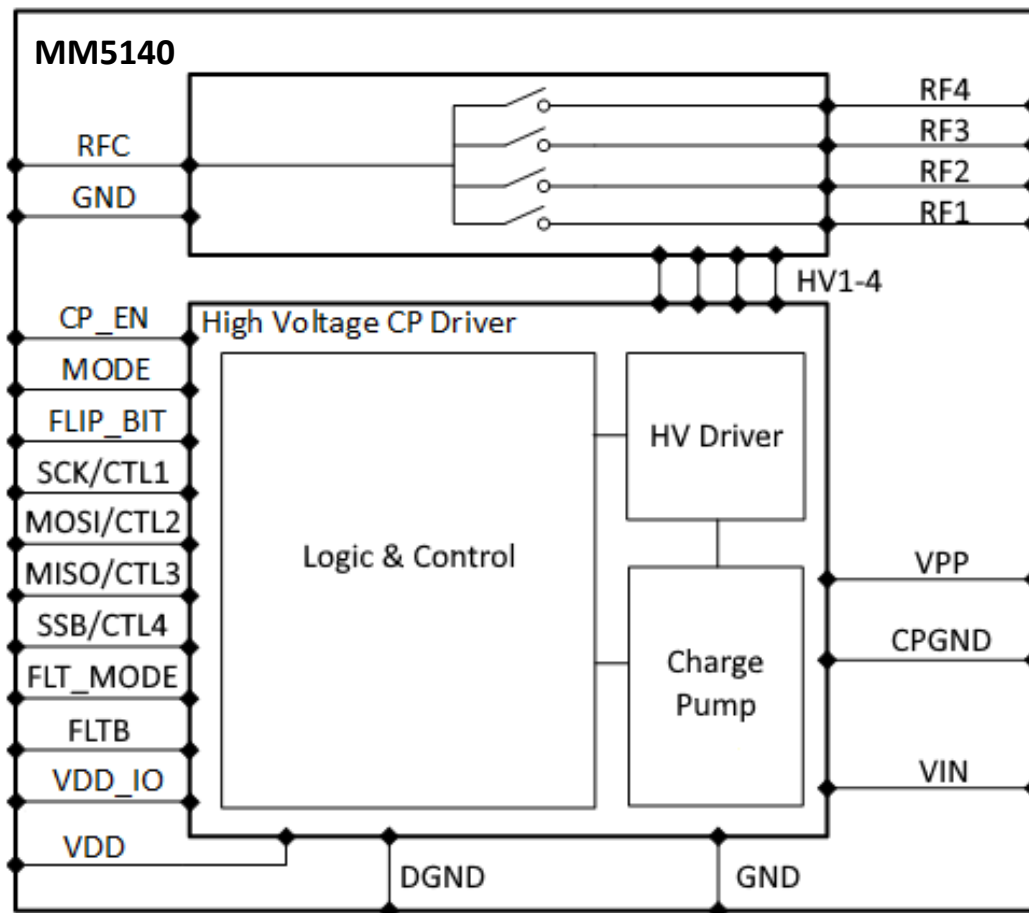 MM5140
RFC
GND
RF4
RF3
RF2
RF1
HV1-4
CP_EN
MODE
FLIP_BIT
SCK/CTL1
MOSI/CTL2
MISO/CTL3
SSB/CTL4
FLT_MODE
FLTB
VDD_IO
VDD
High Voltage CP Driver
Logic & Control
HV Driver
Charge
Pump
VPP
CPGND
VIN
DGND
GND